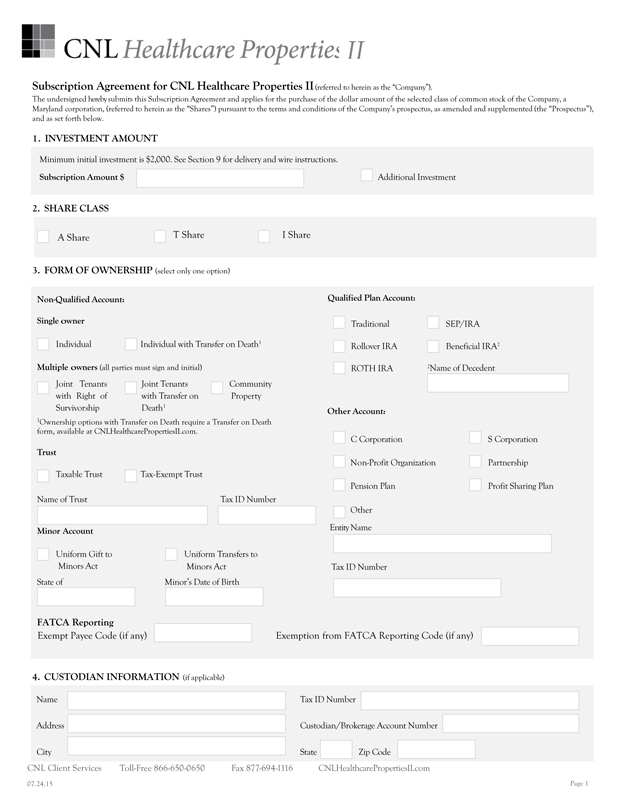 CNL Healthcare Properties II
Subscription Agreement for CNL Healthcare Properties II (referred to herein as the “Company”).
The undersigned hereby submits this Subscription Agreement and applies for the purchase of the dollar amount of the selected class of common stock of the Company, a
Maryland corporation, (referred to herein as the “Shares”) pursuant to the terms and conditions of the Company’s prospectus, as amended and supplemented (the “Prospectus”),
and as set forth below.
1. INVESTMENT AMOUNT
Minimum initial investment is $2,000. See Section 9 for delivery and wire instructions.
Subscription Amount $ Additional Investment
2. SHARE CLASS
A Share T Share I Share
3. FORM OF OWNERSHIP (select only one option)
Non-Qualified Account:
Single owner
Individual Individual with Transfer on Death¹
Multiple owners (all parties must sign and initial)
Joint Tenants Joint Tenants Community
with Right of with Transfer on Property
Survivorship Death¹
¹Ownership options with Transfer on Death require a Transfer on Death
form, available at CNLHealthcarePropertiesII.com.
Trust
Taxable Trust Tax-Exempt Trust
Name of Trust Tax ID Number
Minor Account
Uniform Gift to Uniform Transfers to
Minors Act Minors Act
State of Minor’s Date of Birth
Qualified Plan Account:
Traditional SEP/IRA
Rollover IRA Beneficial IRA²
ROTH IRA ²Name of Decedent
Other Account:
C Corporation S Corporation
Non-Profit Organization Partnership
Pension Plan Profit Sharing Plan
Other
Entity Name
Tax ID Number
FATCA Reporting
Exempt Payee Code (if any) Exemption from FATCA Reporting Code (if any)
4. CUSTODIAN INFORMATION (if applicable)
Name Tax ID Number
Address Custodian/Brokerage Account Number
City State Zip Code
CNL Client Services Toll-Free 866-650-0650 Fax 877-694-1116 CNLHealthcarePropertiesII.com
07.24.15 Page 1